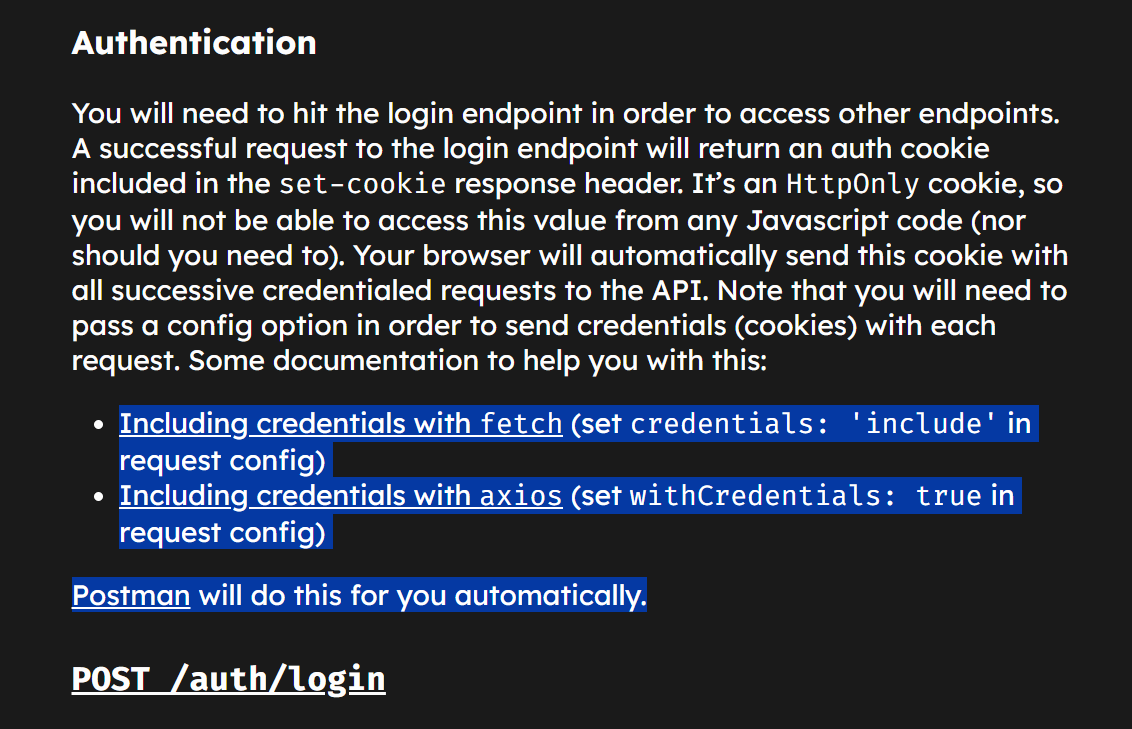 Authentication
You will need to hit the login endpoint in order to access other endpoints.
A successful request to the login endpoint will return an auth cookie
included in the set-cookie response header. It’s an HttpOnly cookie, so
you will not be able to access this value from any Javascript code (nor
should you need to). Your browser will automatically send this cookie with
all successive credentialed requests to the API. Note that you will need to
pass a config option in order to send credentials (cookies) with each
request. Some documentation to help you with this:
• Including credentials with fetch (set credentials: 'include' in
request config)
• Including credentials with axios (set withCredentials: true in
request config)
Postman will do this for you automatically.
POST /auth/login